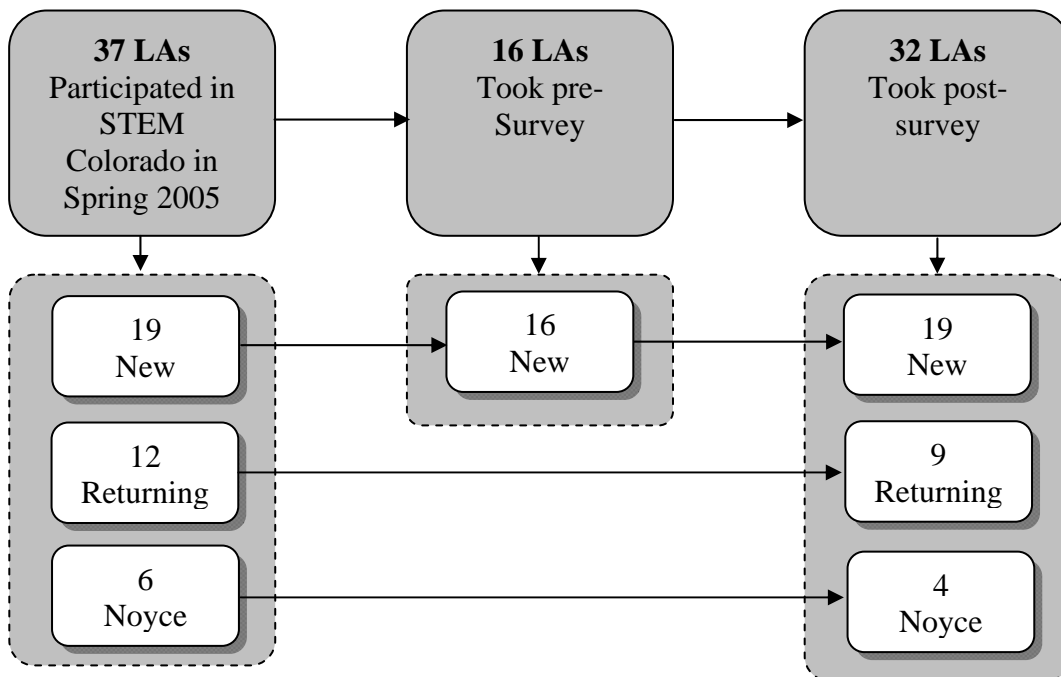 37 LAs
Participated in
STEM
Colorado in
Spring 2005
16 LAs
Took pre-
Survey
32 LAs
Took post-
survey
19
New
16
New
19
New
12
Returning
9
Returning
6
Noyce
4
Noyce